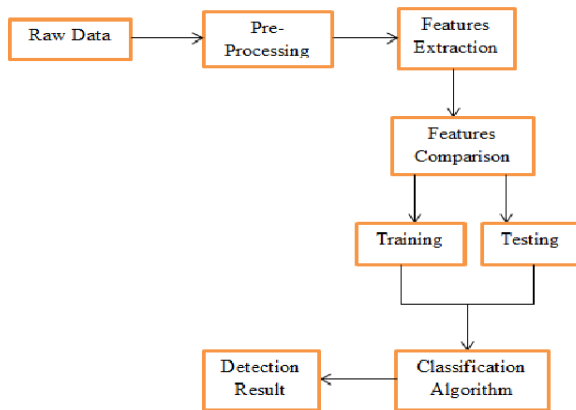 Raw Data
Pre-
Processing
Features
Extraction
Features
Comparison
Training
Testing
Classification
Algorithm
Detection
Result